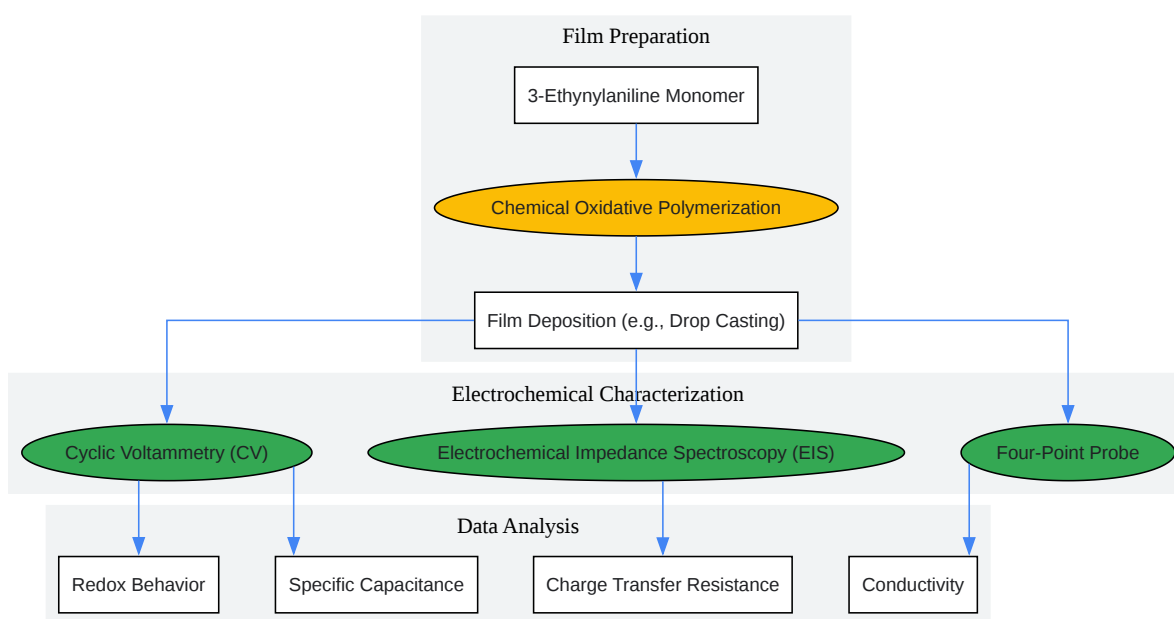 Film Preparation
3-Ethynylaniline Monomer
Chemical Oxidative Polymerization
Film Deposition (e.g., Drop Casting)
Electrochemical Characterization
Cyclic Voltammetry (CV)
Electrochemical Impedance Spectroscopy (EIS)
Four-Point Probe
Data Analysis
Redox Behavior
Specific Capacitance
Charge Transfer Resistance
Conductivity